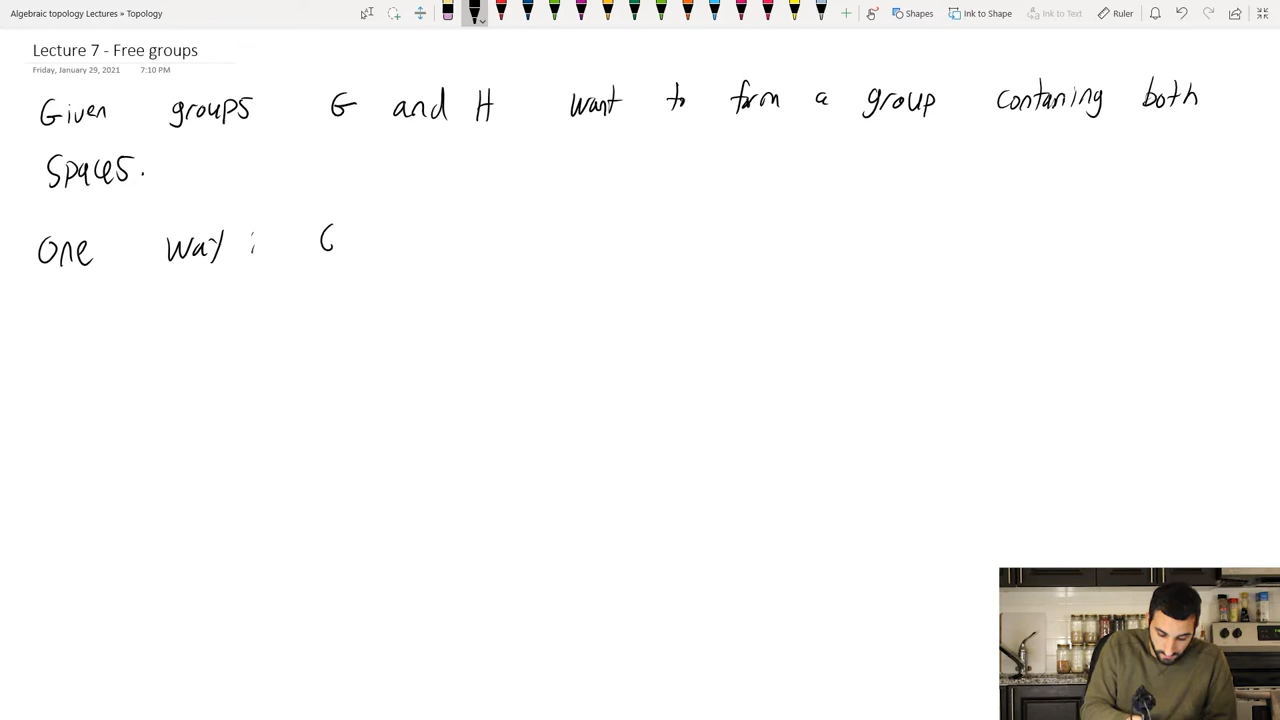 Algebraic topology Lectures » Topology
Shapes Ink to Shape Ink to Text Ruler
Lecture 7 - Free groups
Friday, January 29, 2021 7:10 PM
Given groups G and H want to form a group contaning both
spaces.
One way :